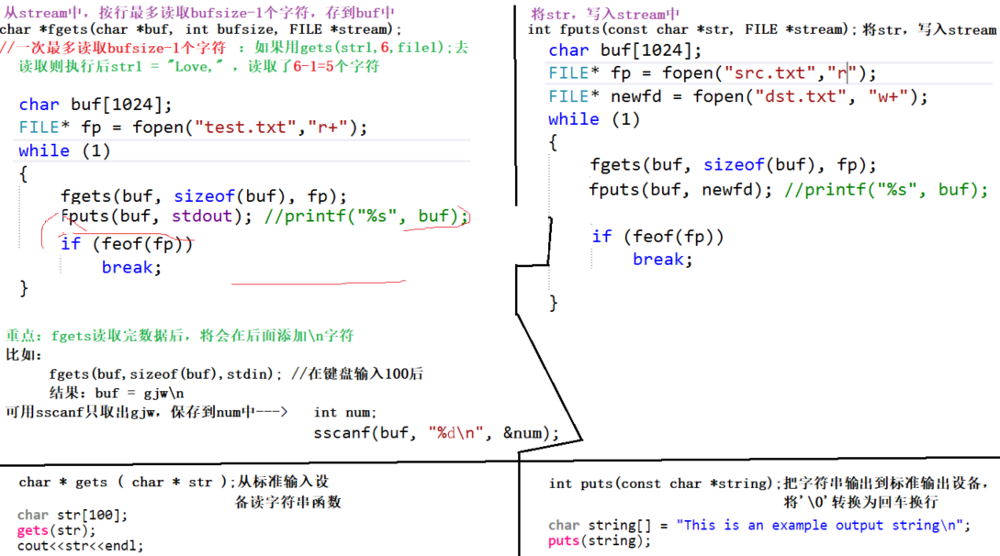 从stream中，按行最多读取bufsize-1个字符，存到buf中
char *fgets(char *buf, int bufsize, FILE *stream);
//一次最多读取bufsize-1个字符 ：如果用gets(str1,6,file1);去
读取则执行后str1 = "Love,"，读取了6-1=5个字符
char buf[1024];
FILE* fp = fopen("test.txt","r+");
while (1)
{
fgets(buf, sizeof(buf), fp);
fputs(buf, stdout); //printf("%s", buf);
if (feof(fp))
break;
}
重点：fgets读取完数据后，将会在后面添加\n字符
比如：
fgets(buf,sizeof(buf),stdin); //在键盘输入100后
结果：buf = gjw\n
可用sscanf只取出gjw，保存到num中---> int num;
sscanf(buf, "%d\n", &num);
将str，写入stream中
int fputs(const char *str, FILE *stream);将str，写入stream
char buf[1024];
FILE* fp = fopen("src.txt","r");
FILE* newfd = fopen("dst.txt", "w+");
while (1)
{
fgets(buf, sizeof(buf), fp);
fputs(buf, newfd); //printf("%s", buf);
if (feof(fp))
break;
}
char * gets ( char * str );从标准输入设
备读字符串函数
char str[100];
gets(str);
cout<<str<<endl;
int puts(const char *string);把字符串输出到标准输出设备，
将'\0'转换为回车换行
char string[] = "This is an example output string\n";
puts(string);